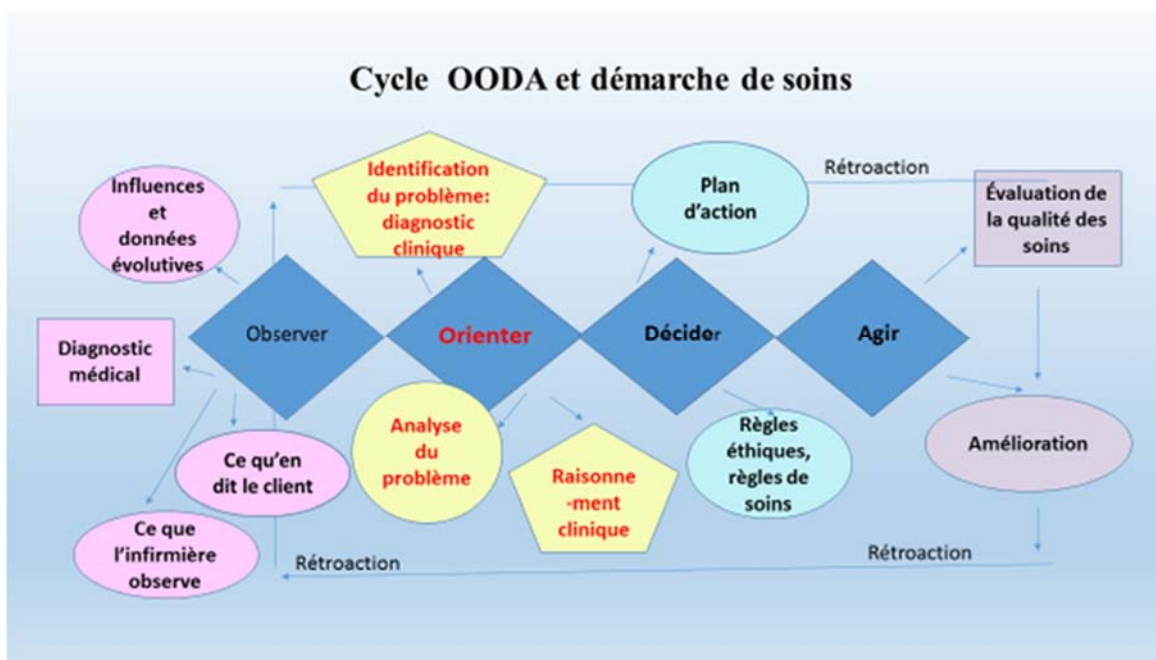 Cycle OODA et démarche de soins
Influences
et
données
évolutives
Identification
du problème:
diagnostic
clinique
Plan
d'action
Rétroaction
Évaluation de
la qualité des
soins
Diagnostic
médical
Observer
Orienter
Décider
Agir
Ce qu'en
dit le client
Analyse
du
problème
Raisonne
-ment
clinique
Règles
éthiques,
règles de
soins
Amélioration
Ce que
l'infirmière
observe
Rétroaction
Rétroaction